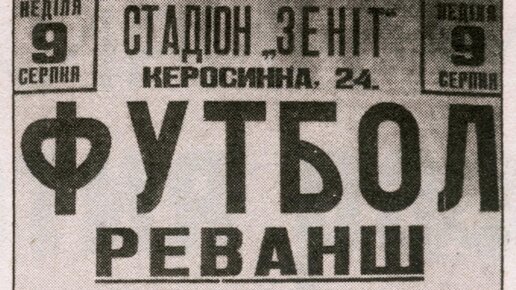 НЕДІЛЯ
9
СЕРПНЯ
СТАДІОН „ЗЕНІТ“
КЕРОСИННА, 24.
НЕДІЛЯ
9
СЕРПНЯ
ФУТБОЛ
РЕВАНШ